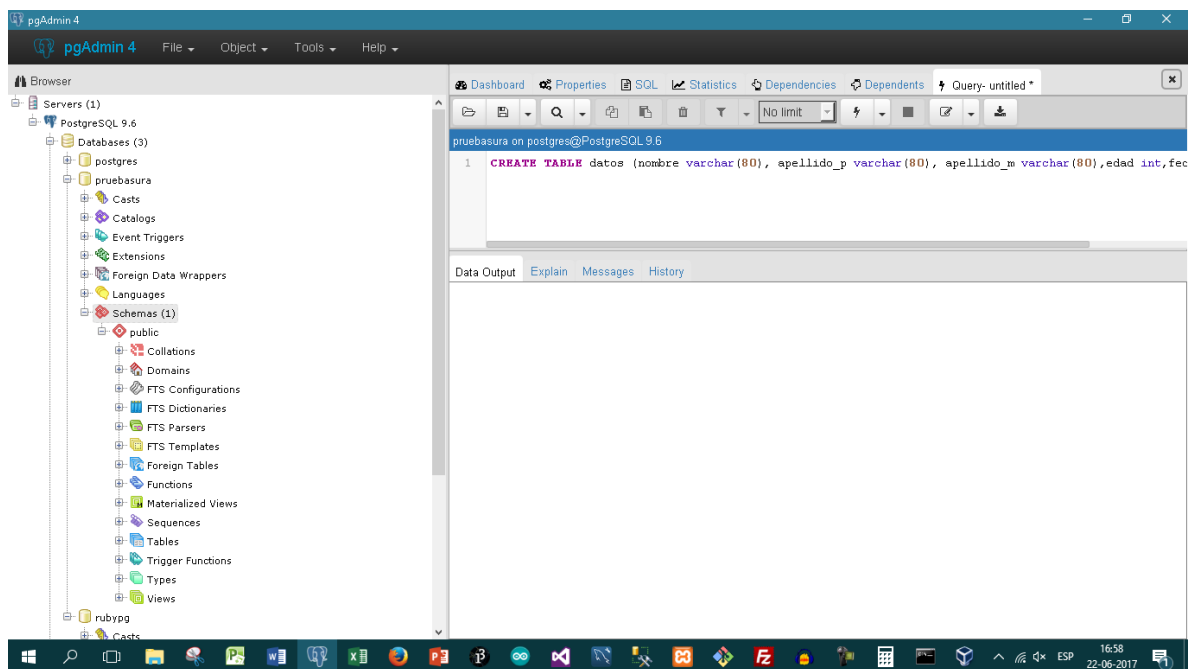 pgAdmin 4
pgAdmin 4 File Object Tools Help
Browser
Servers (1)
PostgreSQL 9.6
Databases (3)
postgres
pruebasura
Casts
Catalogs
Event Triggers
Extensions
Foreign Data Wrappers
Languages
Schemas (1)
public
Collations
Domains
FTS Configurations
FTS Dictionaries
FTS Parsers
FTS Templates
Foreign Tables
Functions
Materialized Views
Sequences
Tables
Trigger Functions
Types
Views
rubypg
Casts
Dashboard Properties SQL Statistics Dependencies Dependents Query- untitled *
No limit
pruebasura on postgres@PostgreSQL 9.6
1 CREATE TABLE datos (nombre varchar(80), apellido_p varchar(80), apellido_m varchar(80),edad int,fec
Data Output Explain Messages History
ESP
16:58
22-06-2017